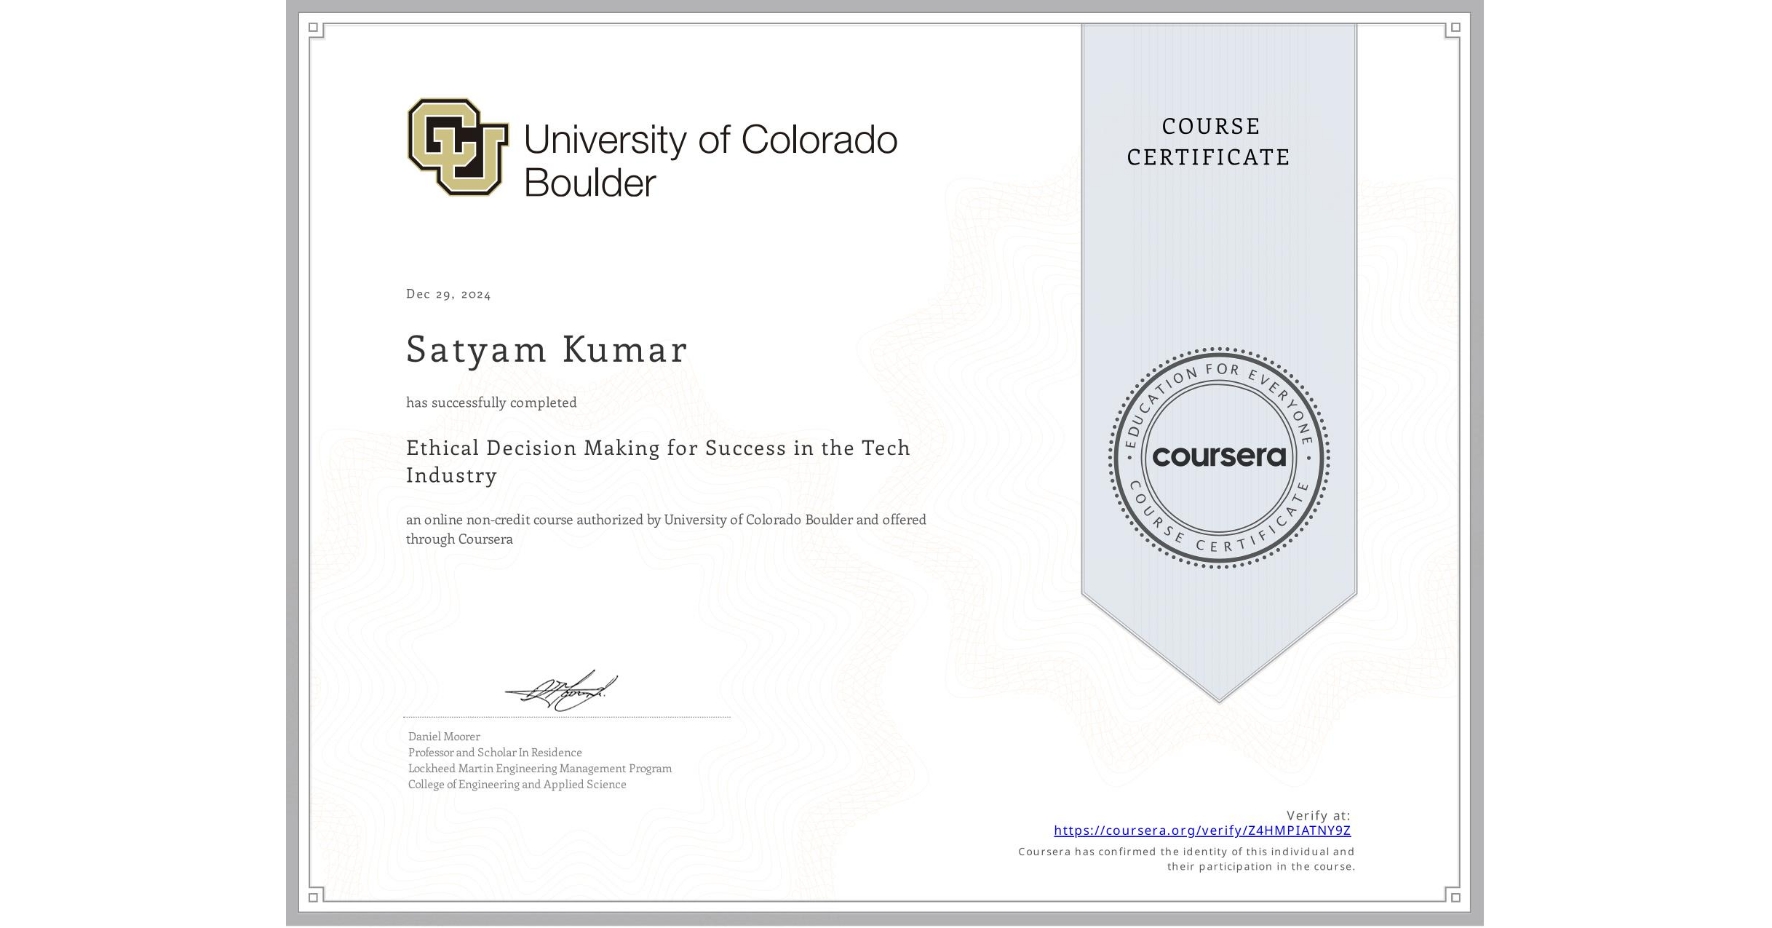 CU
University of Colorado
Boulder
COURSE
CERTIFICATE
Dec 29, 2024
Satyam Kumar
has successfully completed
Ethical Decision Making for Success in the Tech
Industry
an online non-credit course authorized by University of Colorado Boulder and offered
through Coursera
EDUCATION FOR EVERYONE
coursera
COURSE CERTIFICATE
Daniel Moorer
Professor and Scholar In Residence
Lockheed Martin Engineering Management Program
College of Engineering and Applied Science
Verify at:
https://coursera.org/verify/Z4HMPIATNY9Z
Coursera has confirmed the identity of this individual and
their participation in the course.